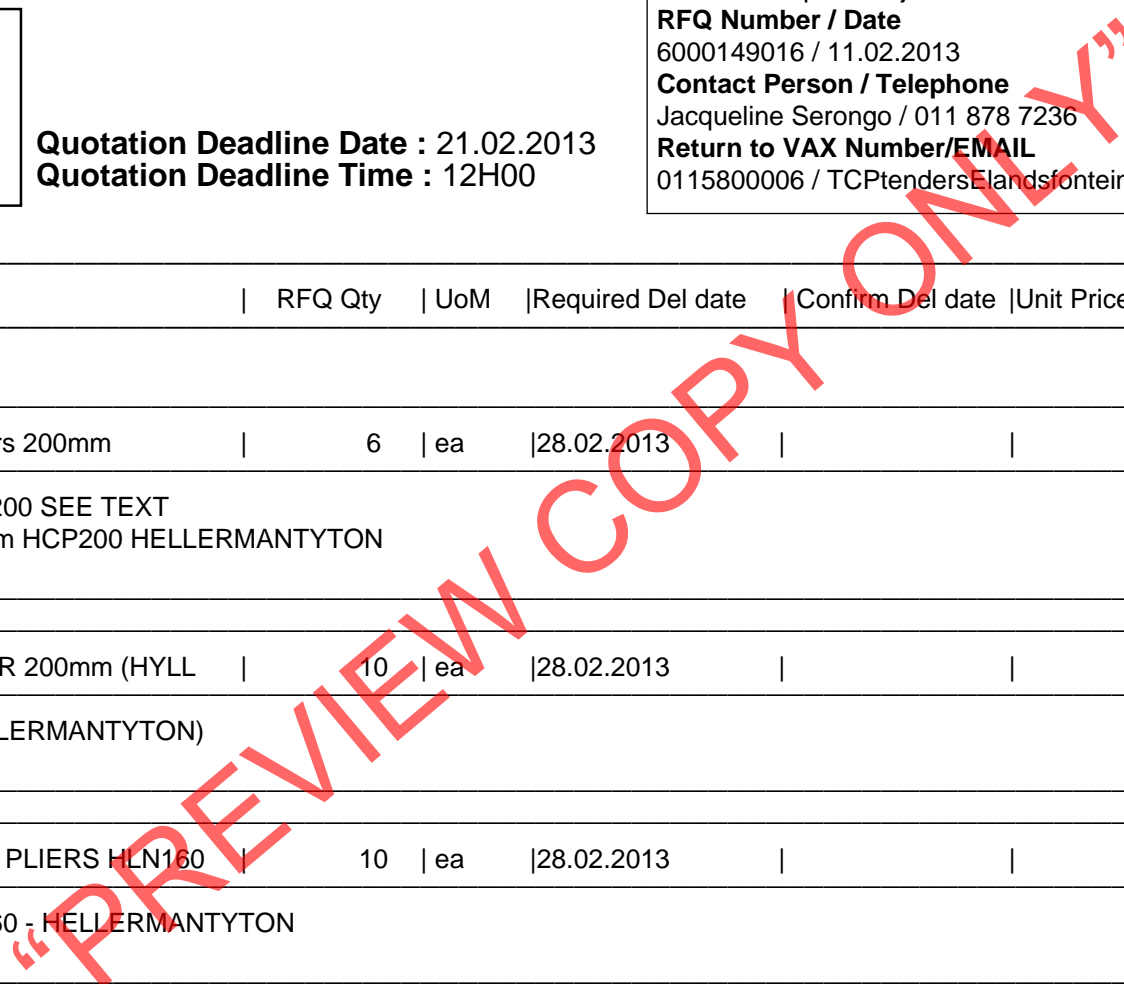 RFQ Number / Date
6000149016 / 11.02.2013
Contact Person / Telephone
Jacqueline Serongo / 011 878 7236
Return to VAX Number/EMAIL
0115800006 / TCPtendersElandsfontein
Quotation Deadline Date : 21.02.2013
Quotation Deadline Time : 12H00
| RFQ Qty | UoM |Required Del date | Confirm Del date |Unit Price
rs 200mm | 6 | ea |28.02.2013 | |
200 SEE TEXT
m HCP200 HELLERMANTYTON
R 200mm (HYLL | 10 | ea |28.02.2013 | |
LERMANTYTON)
PLIERS HLN160 | 10 | ea |28.02.2013 | |
60 - HELLERMANTYTON
“PREVIEW COPY ONLY”